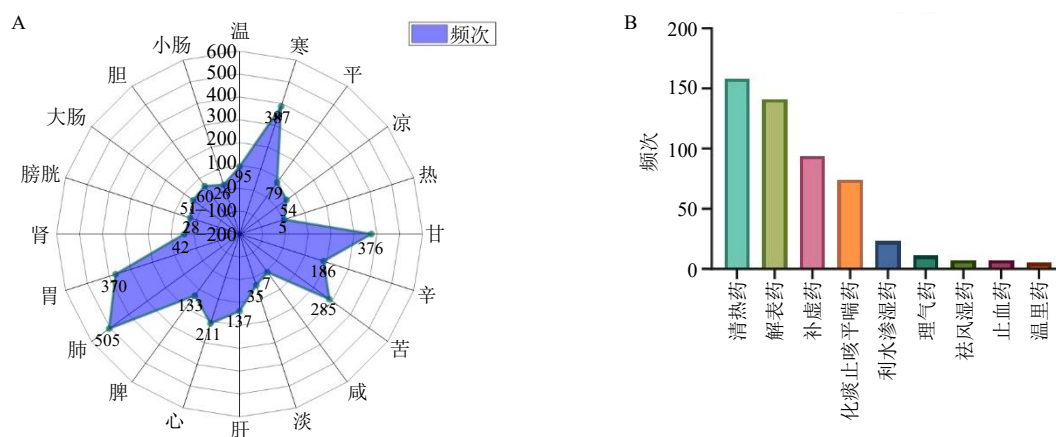 A
频次
温
寒
平
凉
热
甘
辛
苦
咸
淡
肝
心
脾
肺
胃
肾
膀胱
大肠
胆
小肠
600
500
400
300
200
100
0
−100
−200
95
387
79
54
5
376
186
285
7
35
137
211
133
505
370
42
28
51
60
26
B
频次
200
150
100
50
0
清热药
解表药
补虚药
化痰止咳平喘药
利水渗湿药
理气药
祛风湿药
止血药
温里药